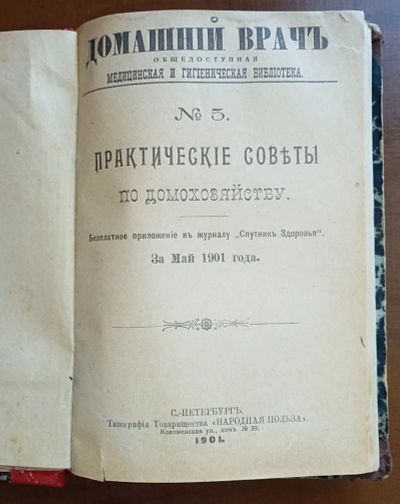 ДОМАШНІЙ ВРАЧЪ
ОБЩЕДОСТУПНАЯ
МЕДИЦИНСКАЯ И ГИГІЕНИЧЕСКАЯ БИБЛІОТЕКА.
№ 5.
ПРАКТИЧЕСКІЕ СОВѢТЫ
ПО ДОМОХОЗЯЙСТВУ.
Безплатное приложеніе къ журналу „Спутникъ Здоровья“.
За Май 1901 года.
С.-ПЕТЕРБУРГЪ.
Типографія Товарищества «НАРОДНАЯ ПОЛЬЗА».
Коломенская ул., домъ № 39.
1901.